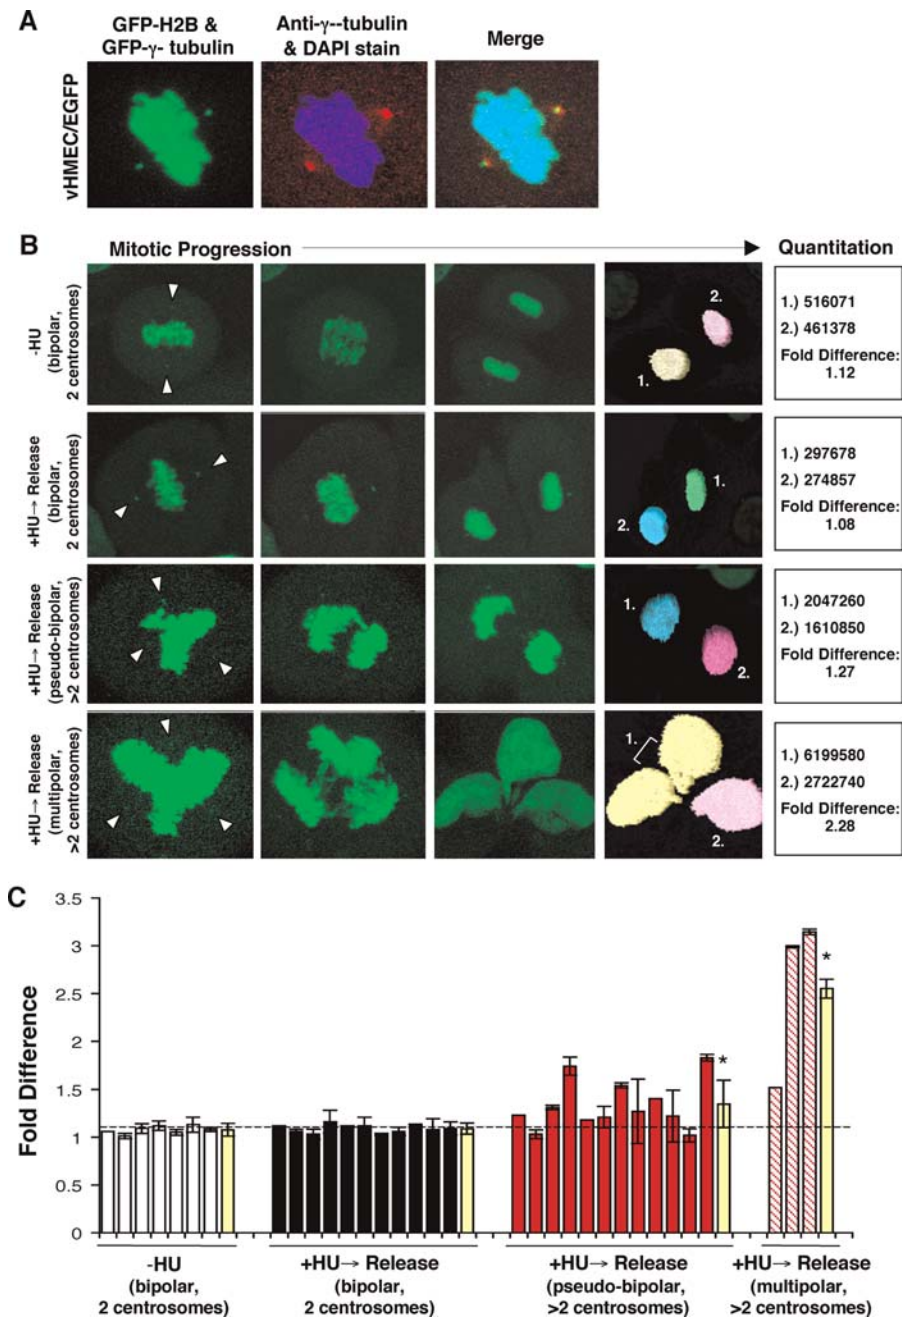 A
GFP-H2B &
GFP-γ- tubulin
Anti-γ--tubulin
& DAPI stain
Merge
vHMEC/EGFP
B
Mitotic Progression
Quantitation
-HU
(bipolar,
2 centrosomes)
1.
2.
1.) 516071
2.) 461378
Fold Difference:
1.12
+HU→ Release
(bipolar,
2 centrosomes)
1.
2.
1.) 297678
2.) 274857
Fold Difference:
1.08
+HU→ Release
(pseudo-bipolar,
>2 centrosomes)
1.
2.
1.) 2047260
2.) 1610850
Fold Difference:
1.27
+HU→ Release
(multipolar,
>2 centrosomes)
1.
2.
1.) 6199580
2.) 2722740
Fold Difference:
2.28
C
Fold Difference
3.5
3
2.5
2
1.5
1
0.5
0
*
*
-HU
(bipolar,
2 centrosomes)
+HU→ Release
(bipolar,
2 centrosomes)
+HU→ Release
(pseudo-bipolar,
>2 centrosomes)
+HU→ Release
(multipolar,
>2 centrosomes)